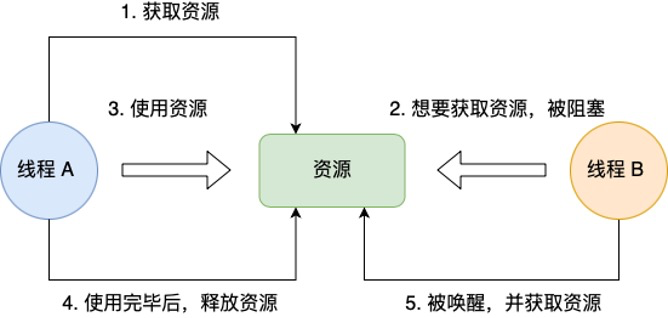 1. 获取资源
3. 使用资源
2. 想要获取资源，被阻塞
线程 A
资源
线程 B
4. 使用完毕后，释放资源
5. 被唤醒，并获取资源